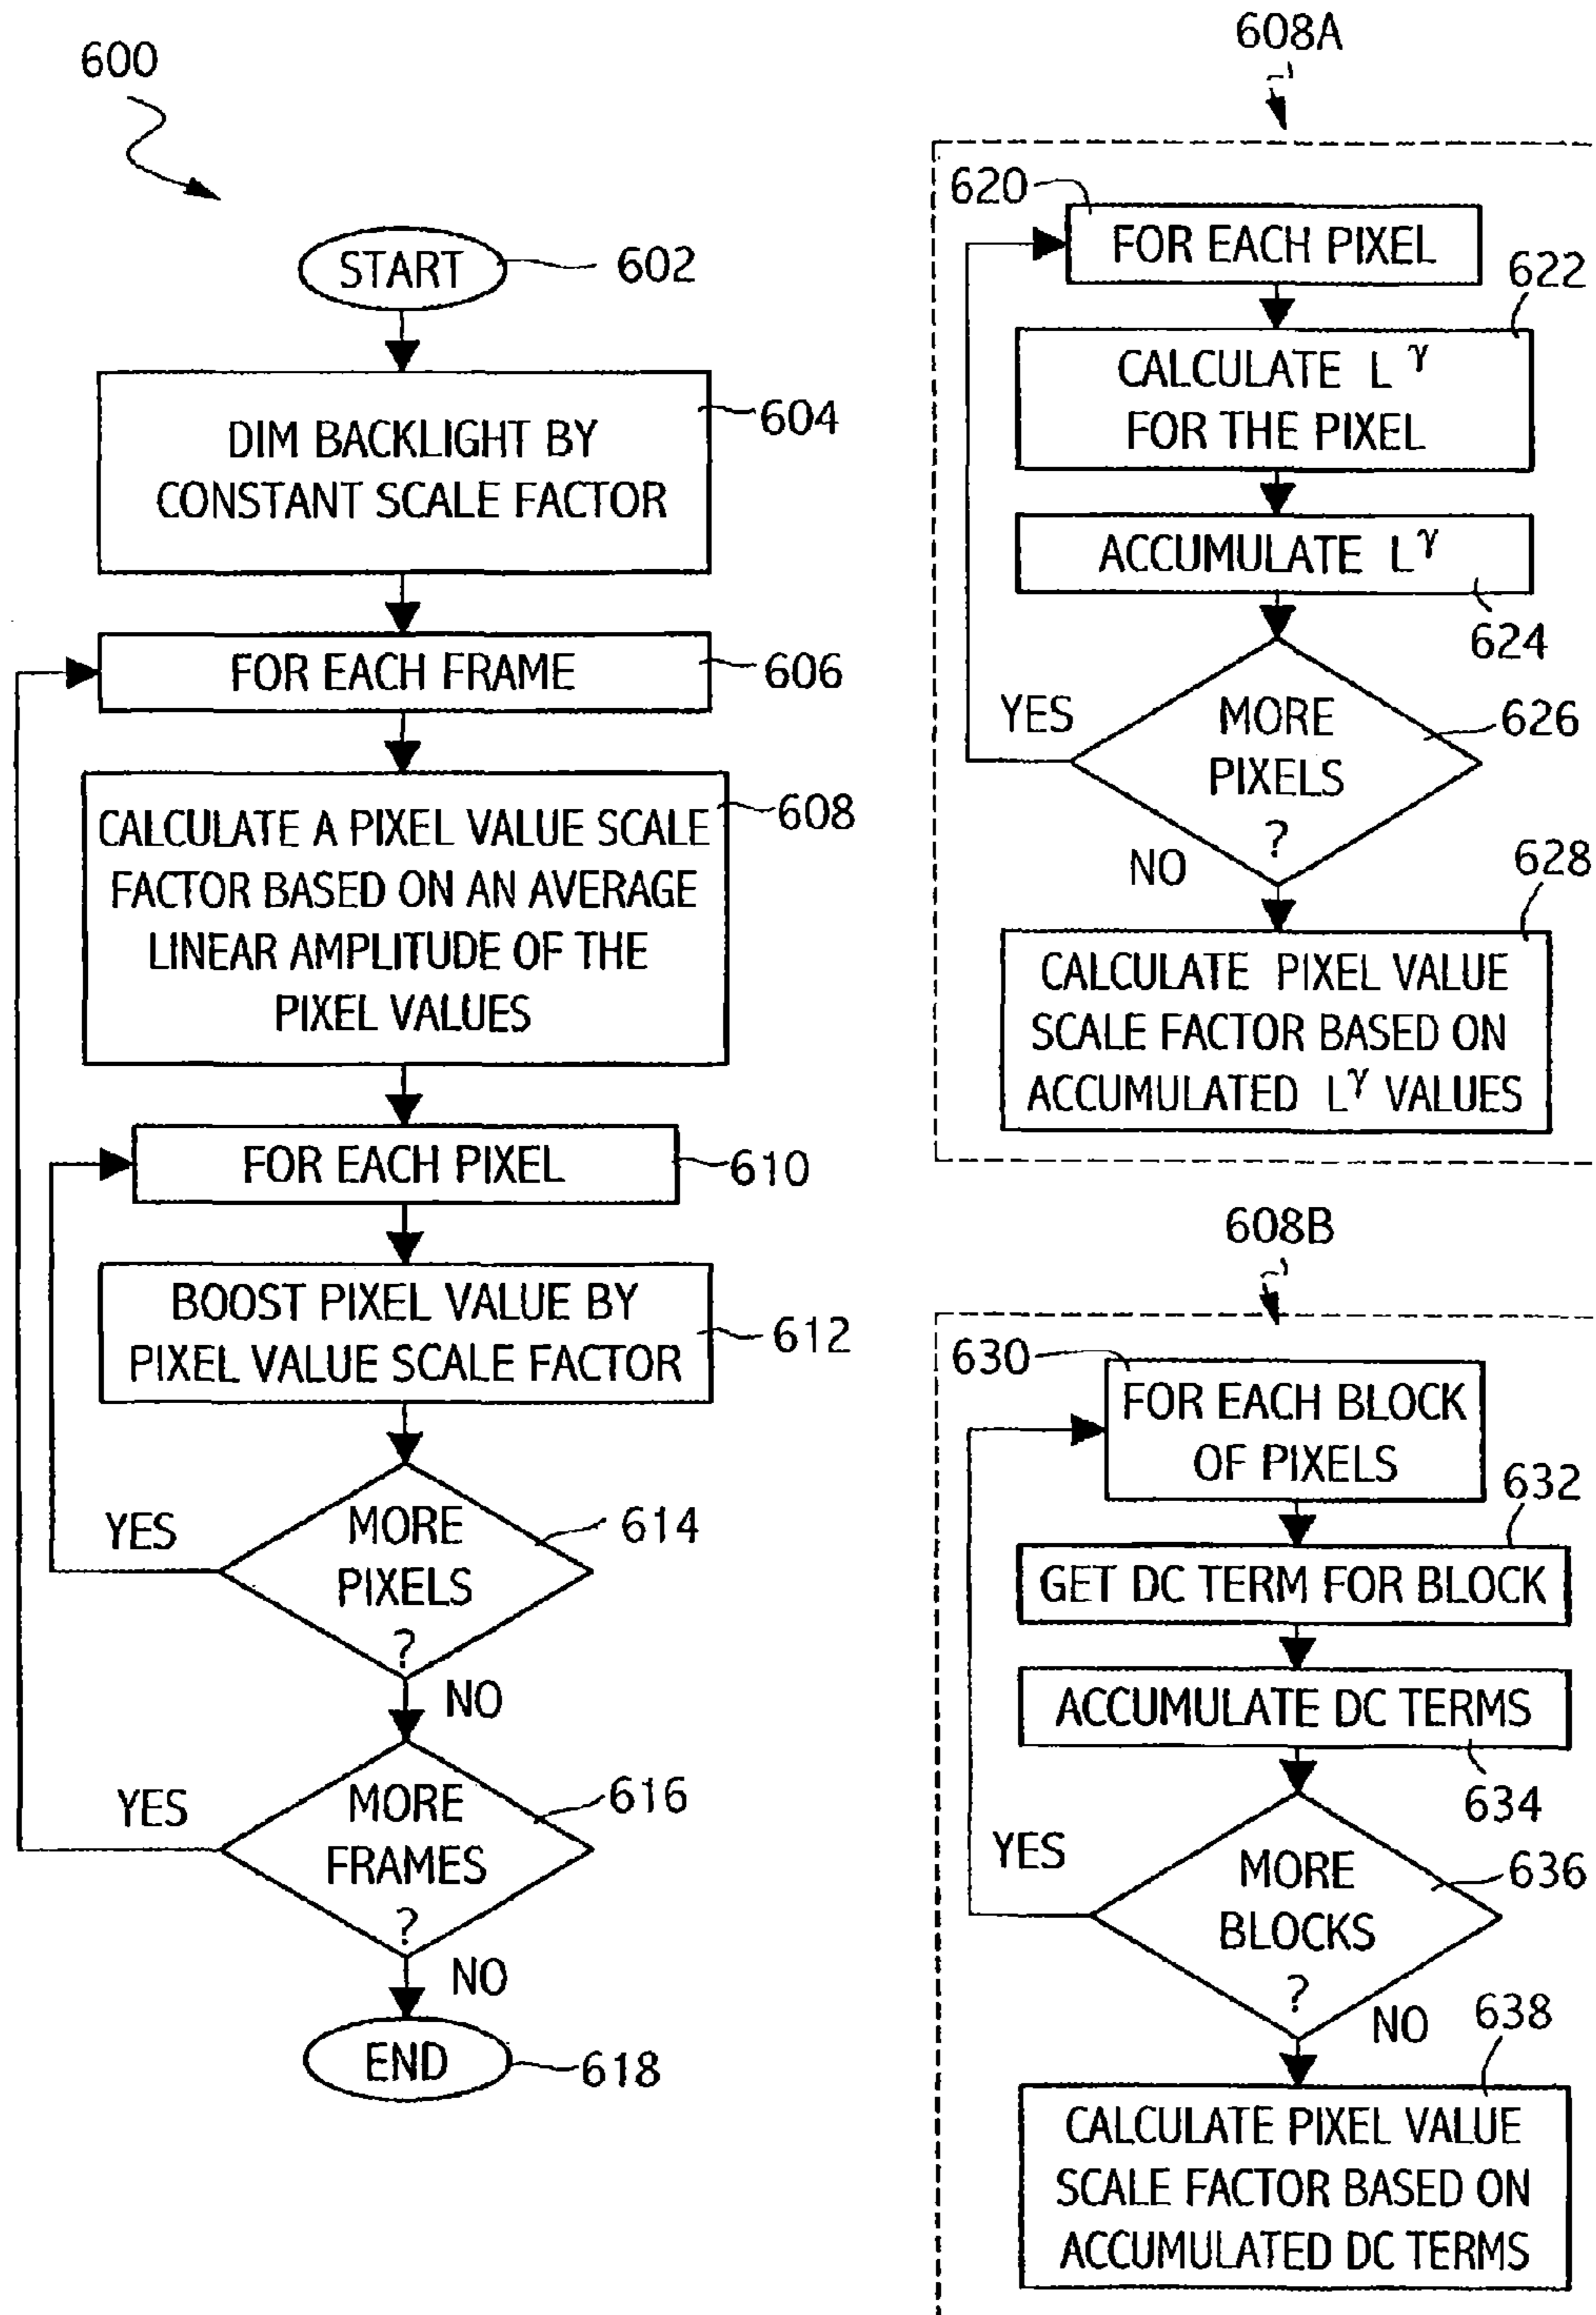 600
START
602
DIM BACKLIGHT BY
CONSTANT SCALE FACTOR
604
FOR EACH FRAME
606
CALCULATE A PIXEL VALUE SCALE
FACTOR BASED ON AN AVERAGE
LINEAR AMPLITUDE OF THE
PIXEL VALUES
608
FOR EACH PIXEL
610
BOOST PIXEL VALUE BY
PIXEL VALUE SCALE FACTOR
612
MORE
PIXELS
?
614
YES
NO
MORE
FRAMES
?
616
YES
NO
END
618
608A
620
FOR EACH PIXEL
622
CALCULATE L^γ
FOR THE PIXEL
ACCUMULATE L^γ
624
MORE
PIXELS
?
626
YES
NO
628
CALCULATE PIXEL VALUE
SCALE FACTOR BASED ON
ACCUMULATED L^γ VALUES
608B
630
FOR EACH BLOCK
OF PIXELS
632
GET DC TERM FOR BLOCK
ACCUMULATE DC TERMS
634
MORE
BLOCKS
?
636
YES
NO
638
CALCULATE PIXEL VALUE
SCALE FACTOR BASED ON
ACCUMULATED DC TERMS